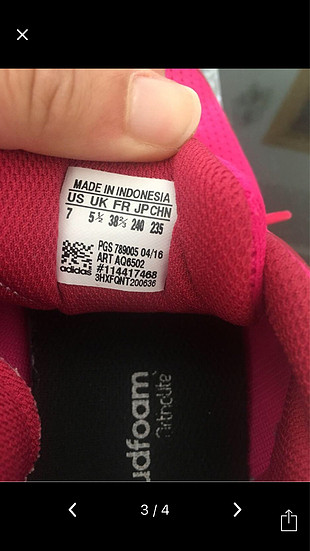 MADE IN INDONESIA
US UK FR JP CHN
7 5½ 38⅔ 240 235
PGS 789005 04/16
ART AQ6502
#114417468
3HXFQNT200636
adidas
udfoam
3 / 4